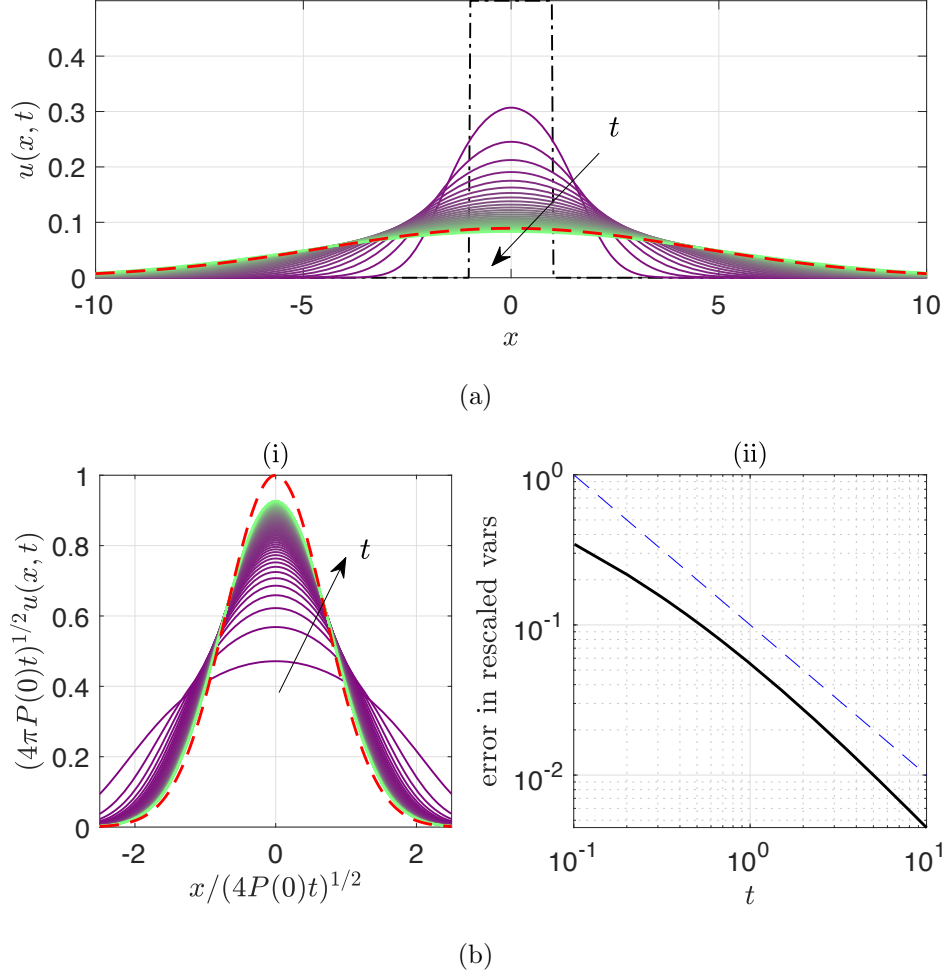 0.4
0.3
0.2
0.1
0
u(x, t)
t
-10
-5
0
5
10
x
(a)
(i)
1
0.8
0.6
0.4
0.2
0
(4πP(0)t)^{1/2}u(x, t)
t
-2
0
2
x/(4P(0)t)^{1/2}
(ii)
10^0
10^{-1}
10^{-2}
error in rescaled vars
10^{-1}
10^0
10^1
t
(b)